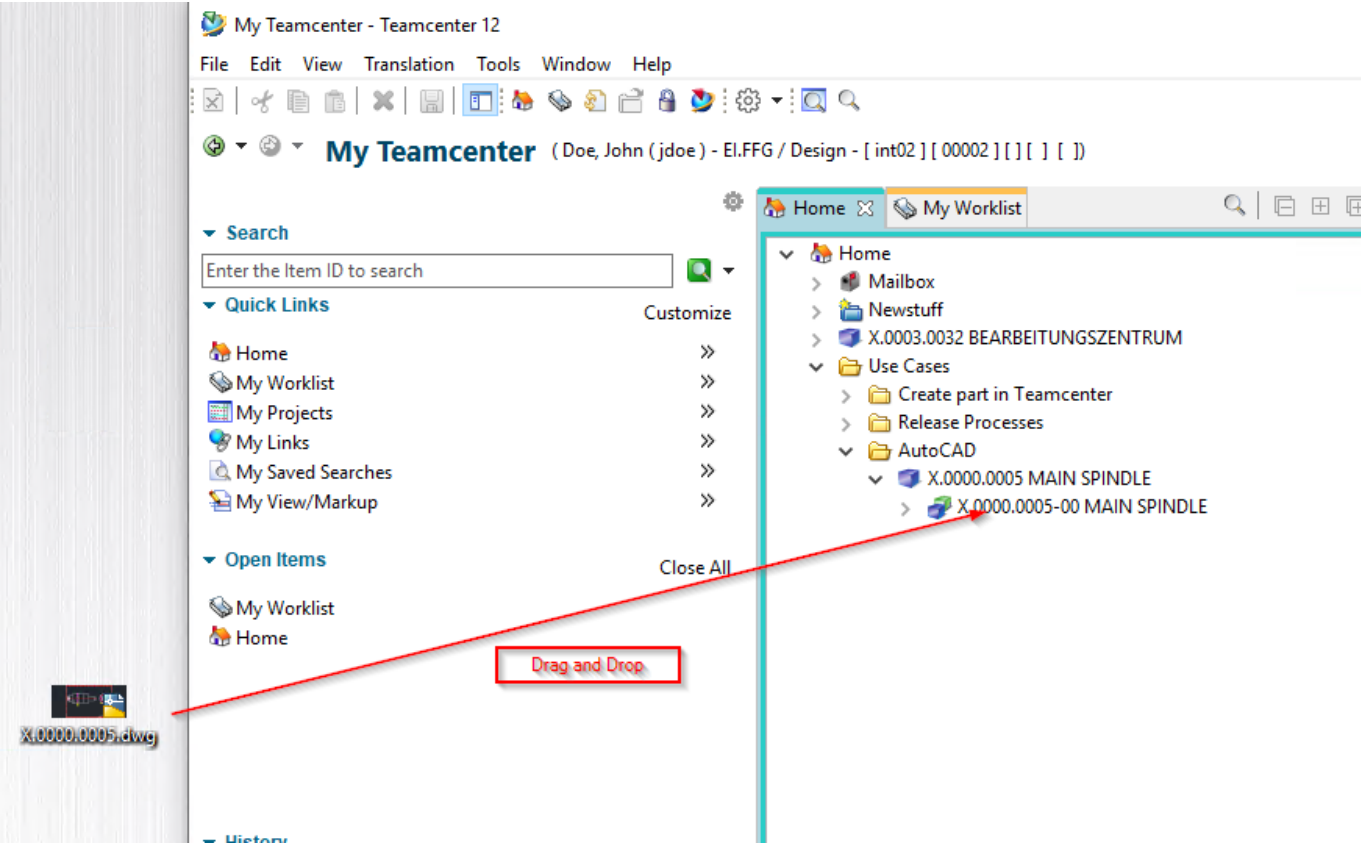 My Teamcenter - Teamcenter 12
File Edit View Translation Tools Window Help
My Teamcenter ( Doe, John ( jdoe ) - EI.FFG / Design - [ int02 ] [ 00002 ] [ ] [ ] [ ])
Search
Enter the Item ID to search
Quick Links
Customize
Home
My Worklist
My Projects
My Links
My Saved Searches
My View/Markup
Open Items
Close All
My Worklist
Home
History
Home
My Worklist
Home
Mailbox
Newstuff
X.0003.0032 BEARBEITUNGSZENTRUM
Use Cases
Create part in Teamcenter
Release Processes
AutoCAD
X.0000.0005 MAIN SPINDLE
X.0000.0005-00 MAIN SPINDLE
Drag and Drop
X.0000.0005.dwg